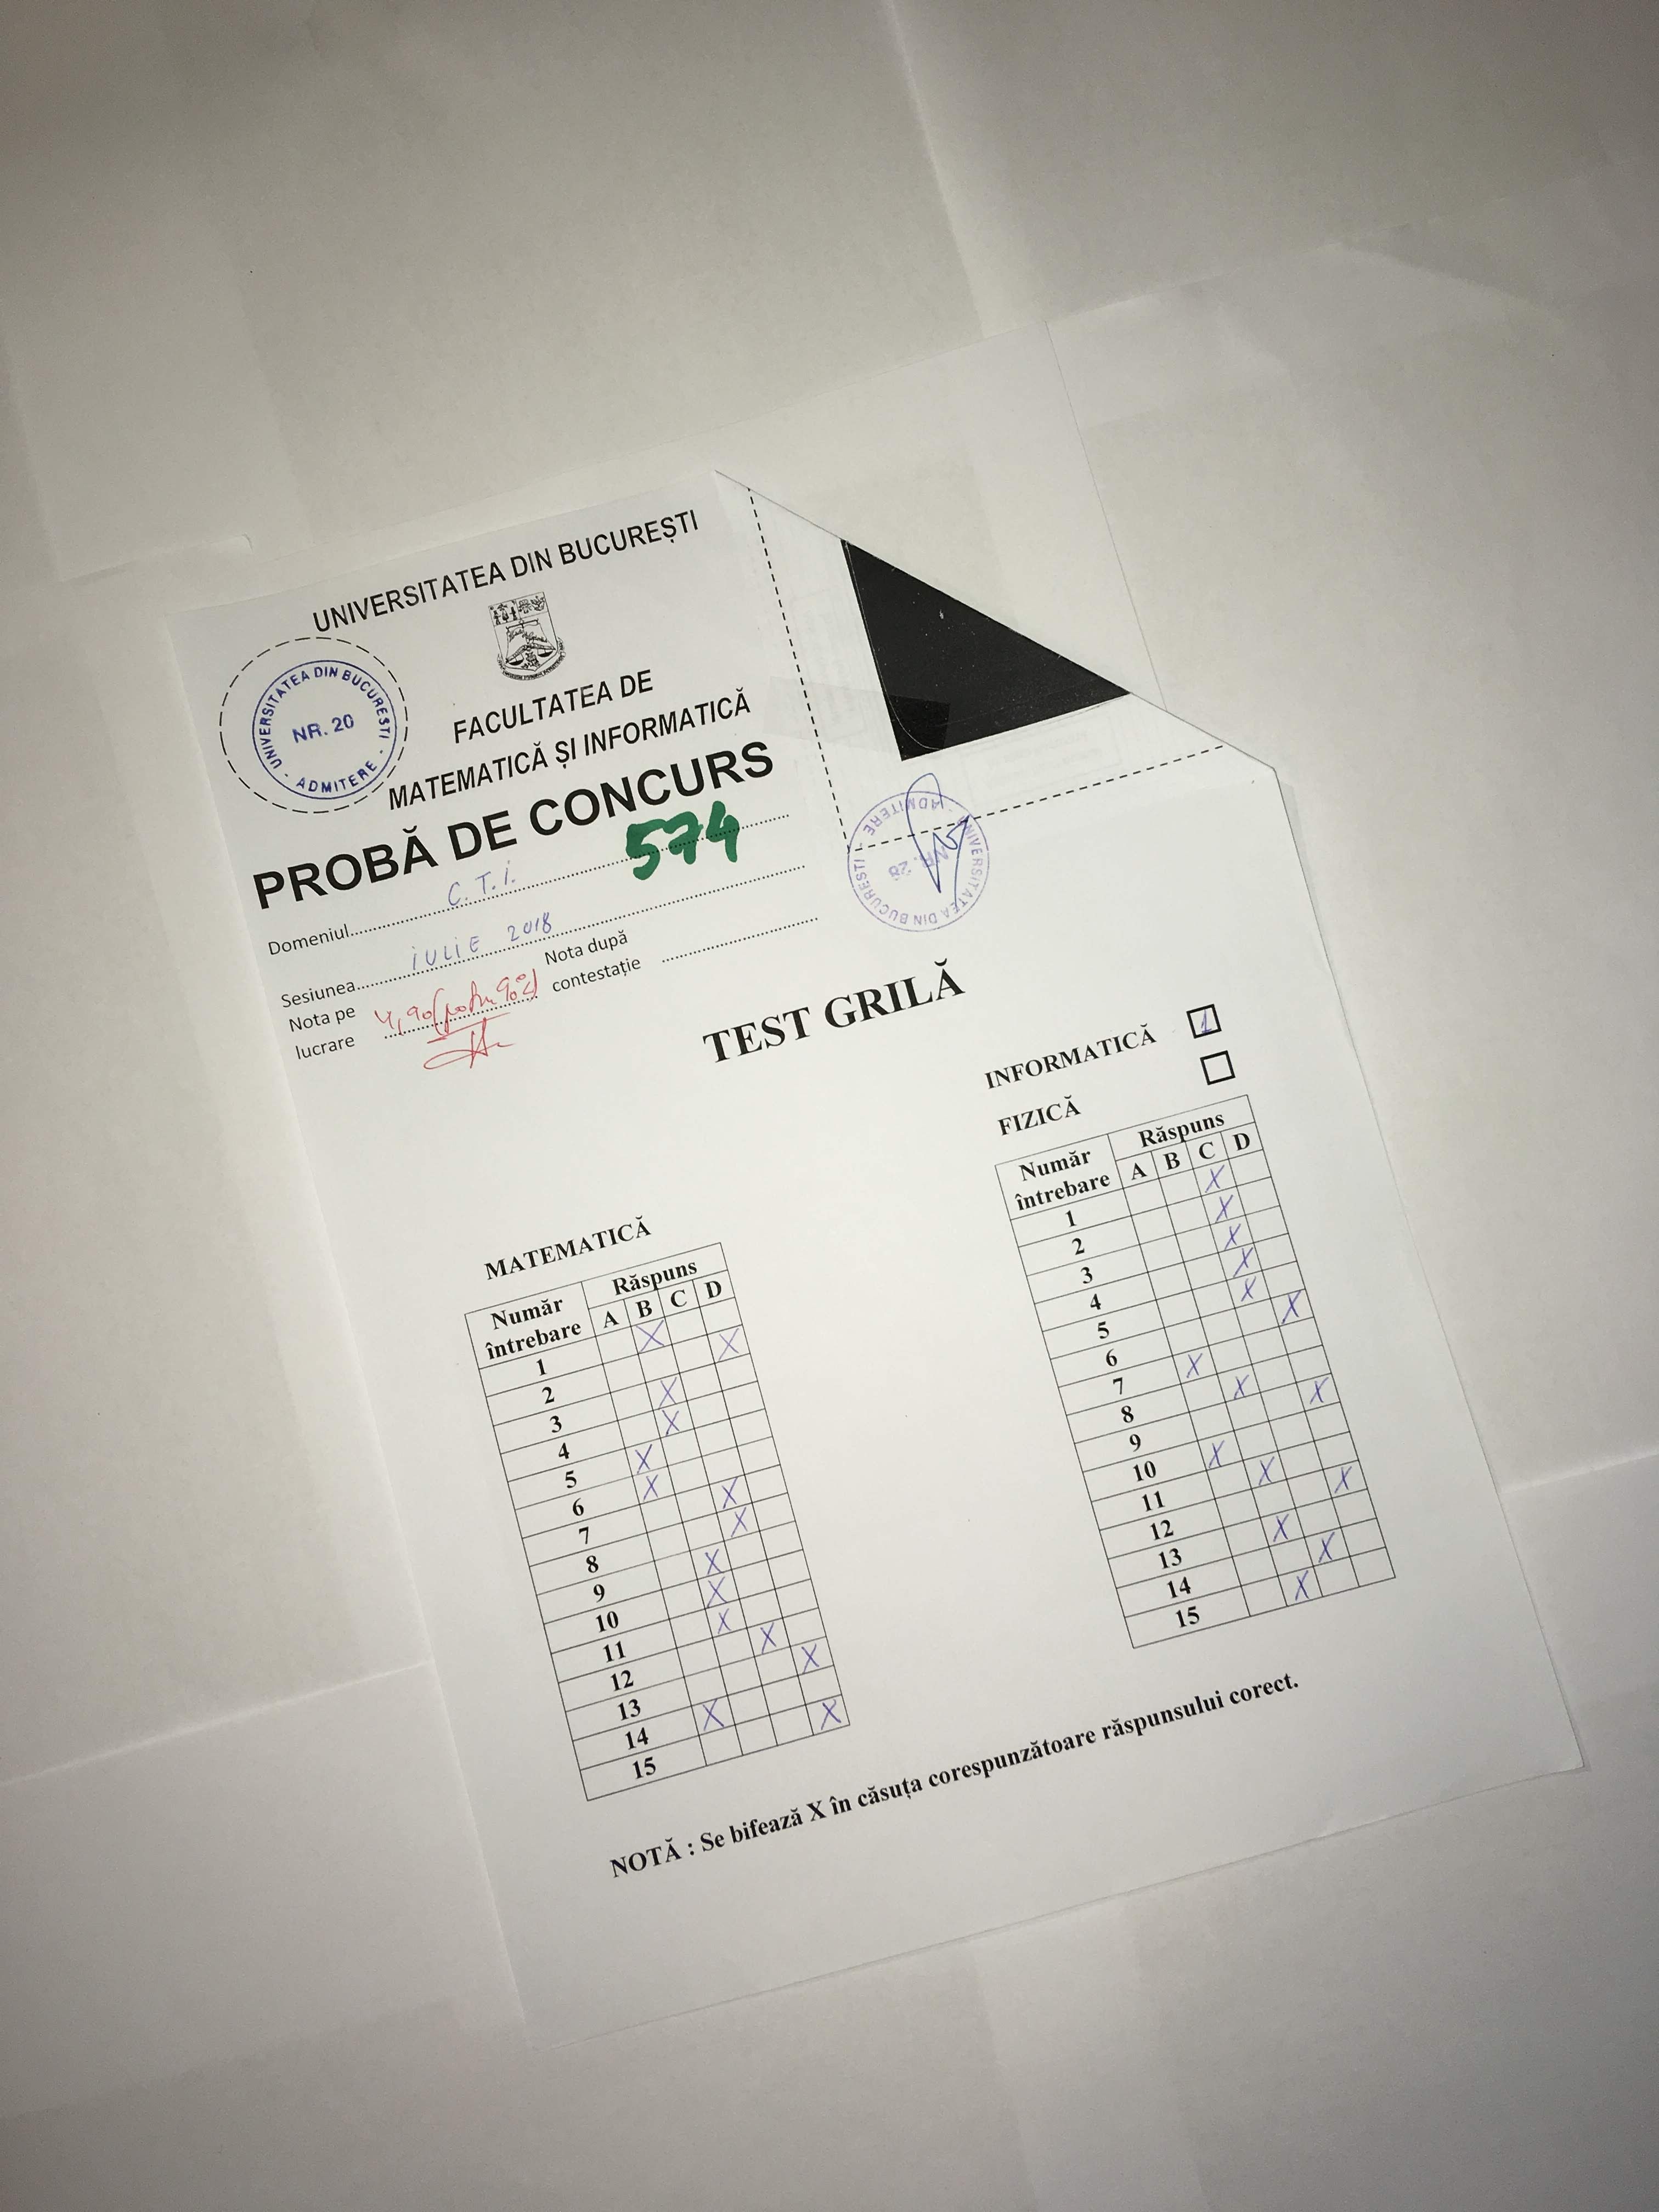 UNIVERSITATEA DIN BUCUREȘTI
UNIVERSITATEA DIN BUCUREȘTI
NR. 20
- ADMITERE -
FACULTATEA DE
MATEMATICĂ ȘI INFORMATICĂ
PROBĂ DE CONCURS
574
Domeniul C.T.I.
Sesiunea IULIE 2018
Nota pe lucrare 4,90
Nota după contestație
UNIVERSITATEA DIN BUCURESTI
ADMITERE
NR. 28
TEST GRILĂ
INFORMATICĂ 1
FIZICĂ
Număr întrebare Răspuns
A B C D
1 X
2 X
3 X
4 X
5 X
6 X
7 X
8 X
9 X
10 X
11 X
12 X
13 X
14 X
15 X
MATEMATICĂ
Număr întrebare Răspuns
A B C D
1 X
2 X
3 X
4 X
5 X
6 X
7 X
8 X
9 X
10 X
11 X
12 X
13 X
14 X
15 X
NOTĂ : Se bifează X în căsuța corespunzătoare răspunsului corect.